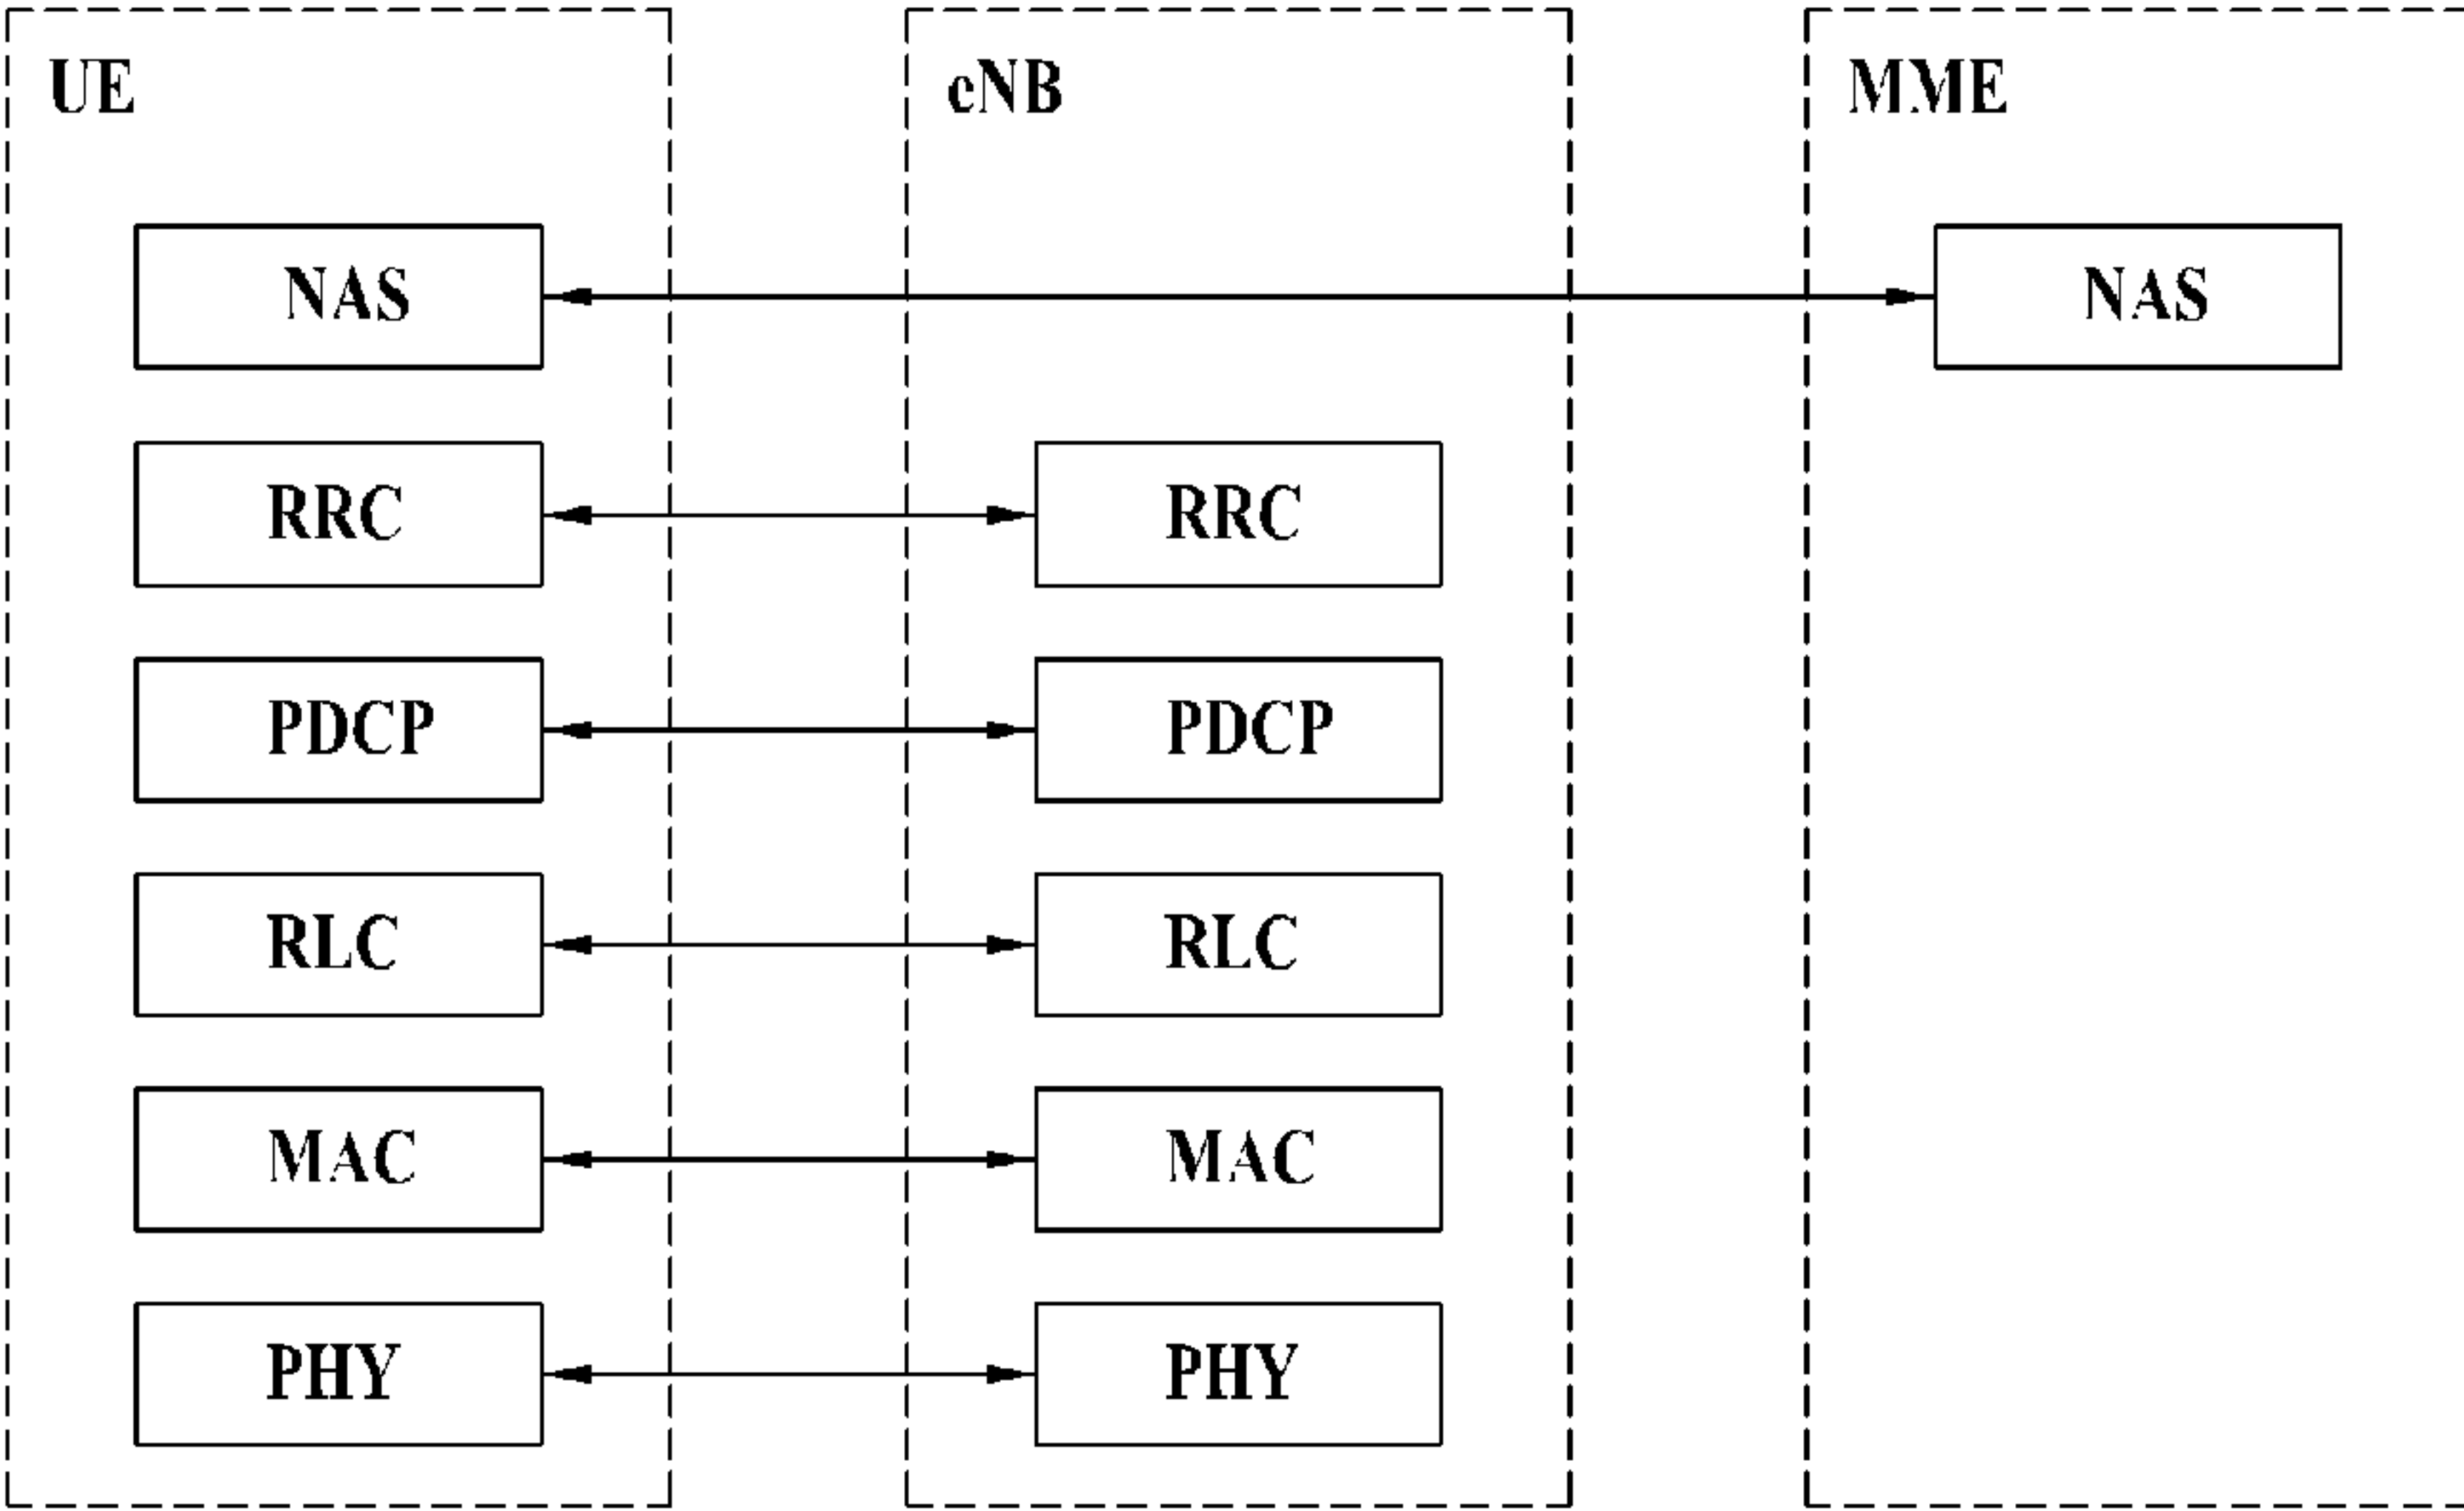 UE
eNB
MME
NAS
NAS
RRC
RRC
PDCP
PDCP
RLC
RLC
MAC
MAC
PHY
PHY